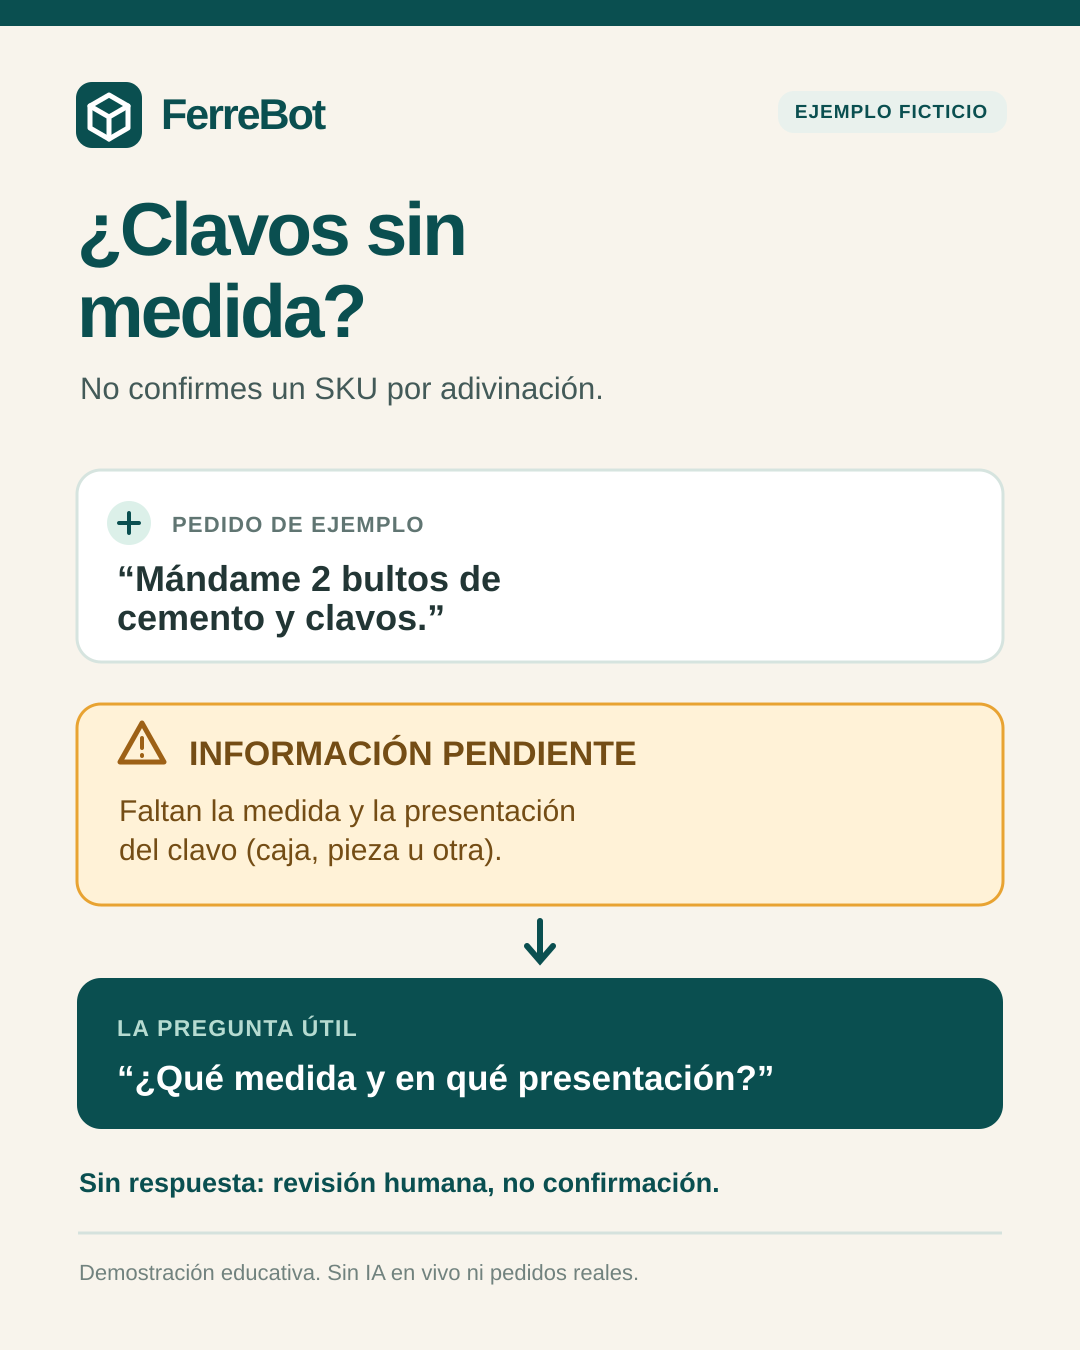 FerreBot
EJEMPLO FICTICIO
¿Clavos sin
medida?
No confirmes un SKU por adivinación.
PEDIDO DE EJEMPLO
“Mándame 2 bultos de
cemento y clavos.”
INFORMACIÓN PENDIENTE
Faltan la medida y la presentación
del clavo (caja, pieza u otra).
LA PREGUNTA ÚTIL
“¿Qué medida y en qué presentación?”
Sin respuesta: revisión humana, no confirmación.
Demostración educativa. Sin IA en vivo ni pedidos reales.